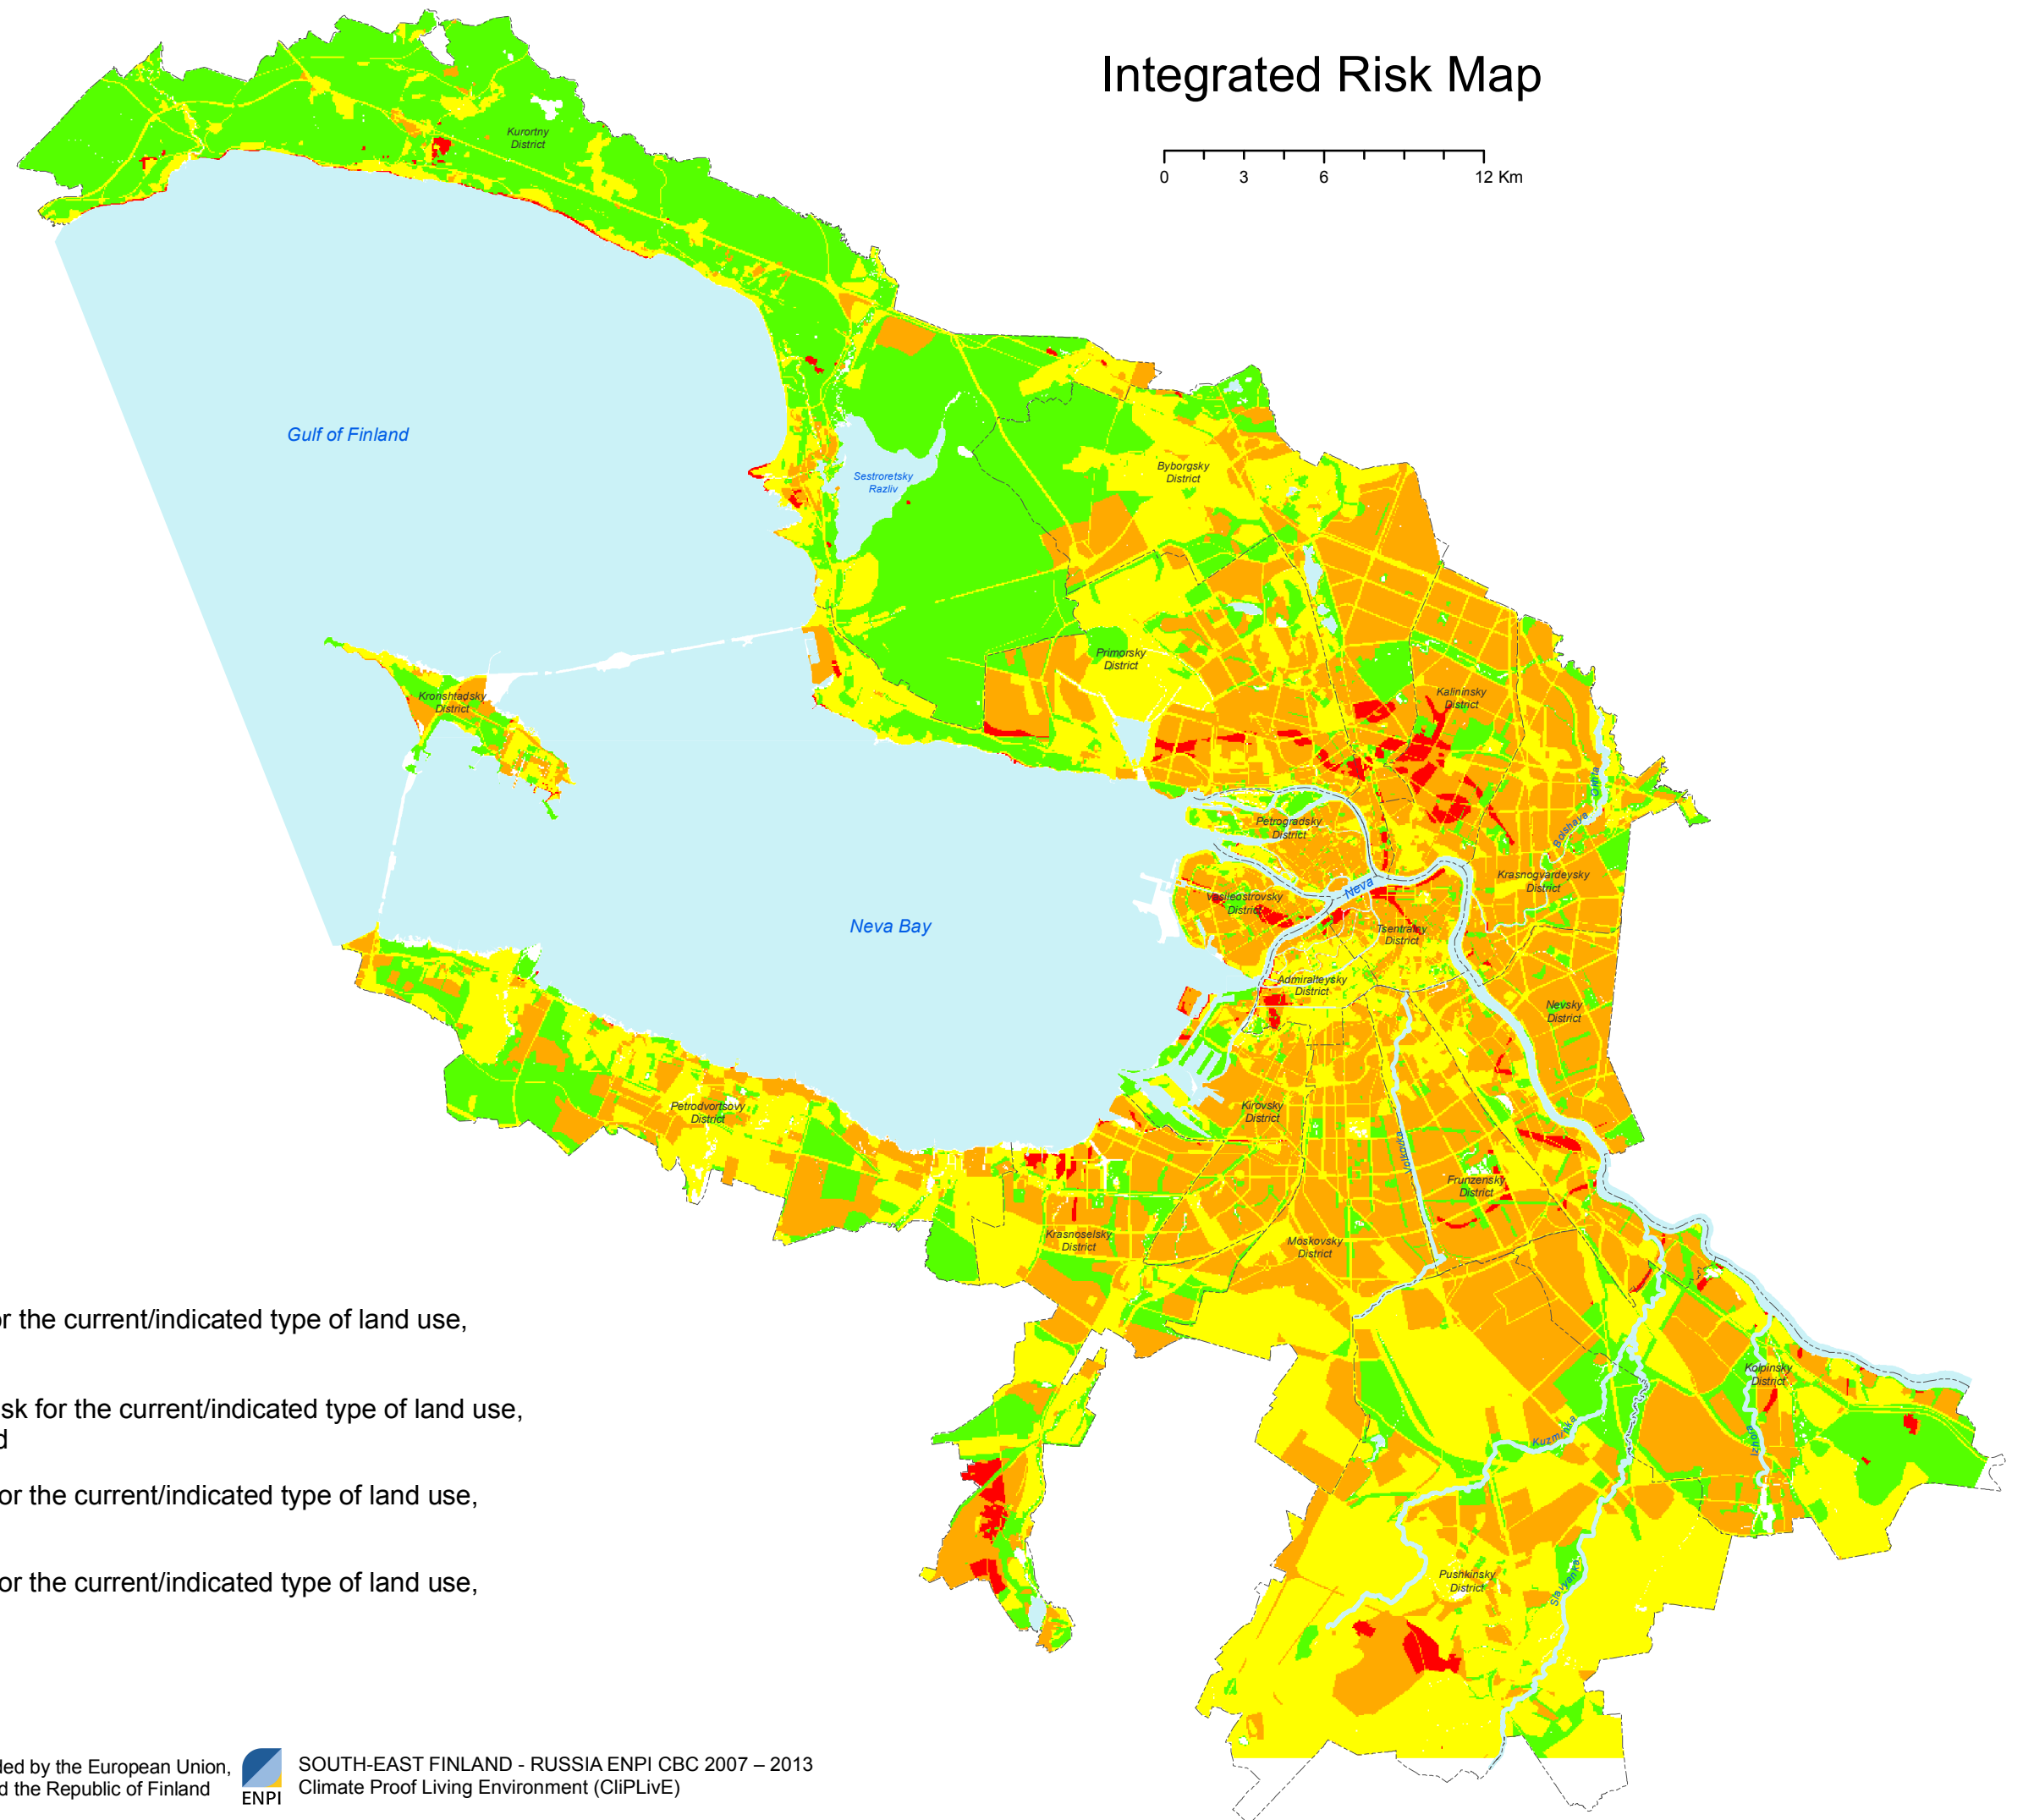 Integrated Risk Map
0 3 6 12 Km
Kurortny
District
Gulf of Finland
Sestroretsky
Razliv
Byborgsky
District
Primorsky
District
Kronshtadsky
District
Kalininsky
District
Okhta
Bolshaya
Petrogradsky
District
Krasnogvardeysky
District
Neva
Vasileostrovsky
District
Neva Bay
Tsentralny
District
Admiralteysky
District
Nevsky
District
Petrodvortsovy
District
Kirovsky
District
Frunzensky
District
Krasnoselsky
District
Moskovsky
District
or the current/indicated type of land use,
Kolpinsky
District
sk for the current/indicated type of land use,
d
Kuzminka
Izhora
or the current/indicated type of land use,
Pushkinsky
District
Slavyanka
or the current/indicated type of land use,
ded by the European Union,
d the Republic of Finland
ENPI
SOUTH-EAST FINLAND - RUSSIA ENPI CBC 2007 – 2013
Climate Proof Living Environment (CliPLivE)